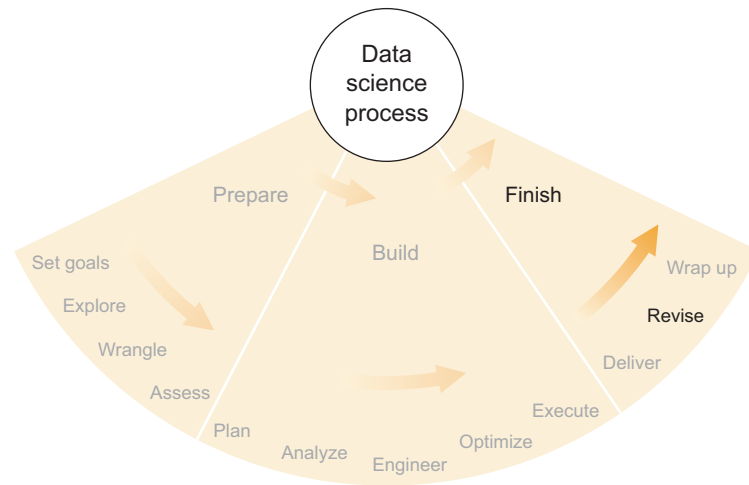 Data
science
process
Prepare
Finish
Build
Set goals
Explore
Wrangle
Assess
Plan
Analyze
Engineer
Optimize
Execute
Deliver
Revise
Wrap up